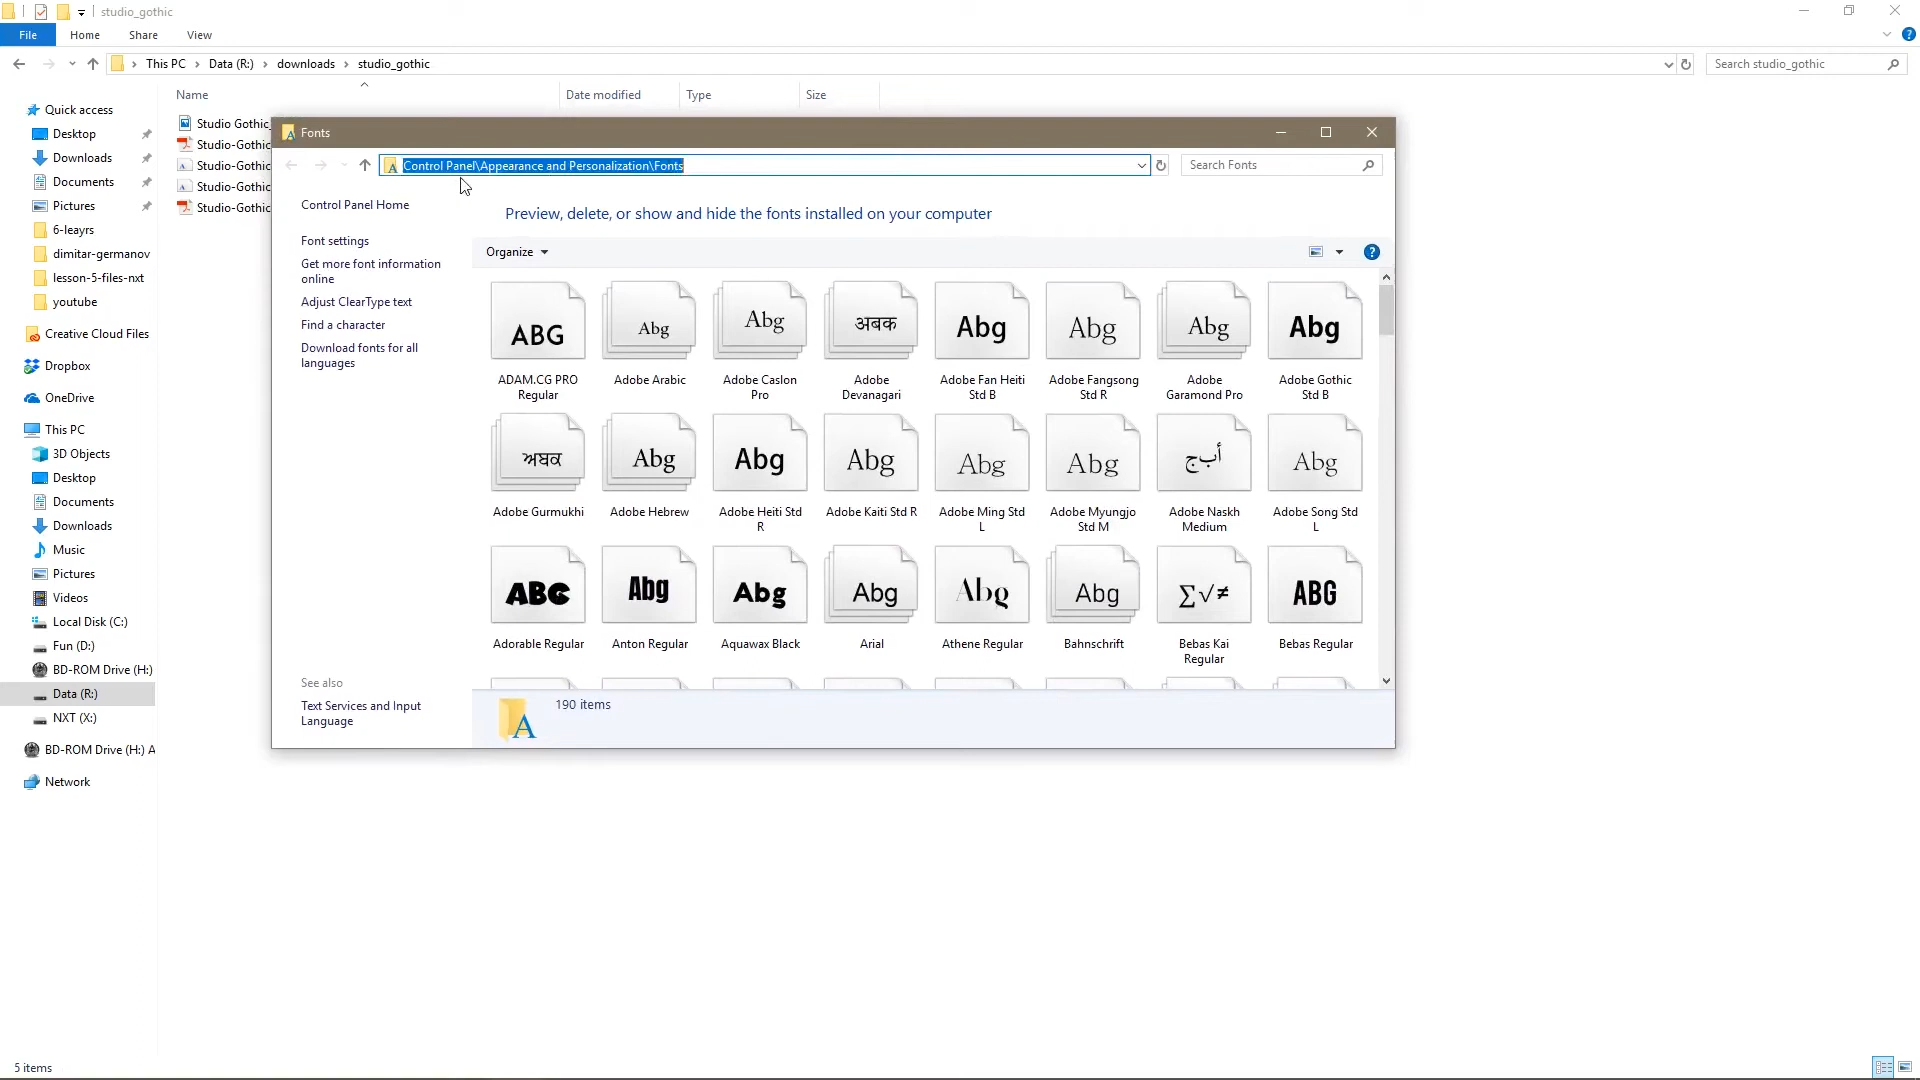 studio_gothic
File
Home
Share
View
This PC
Data (R:)
downloads
studio_gothic
Search studio_gothic
Name
Date modified
Type
Size
Quick access
Desktop
Downloads
Documents
Pictures
6-leayrs
dimitar-germanov
lesson-5-files-nxt
youtube
Creative Cloud Files
Dropbox
OneDrive
This PC
3D Objects
Desktop
Documents
Downloads
Music
Pictures
Videos
Local Disk (C:)
Fun (D:)
BD-ROM Drive (H:)
Data (R:)
NXT (X:)
BD-ROM Drive (H:) A
Network
5 items
Studio Gothic_
Studio-Gothic
Studio-Gothic
Studio-Gothic
Studio-Gothic
Fonts
Control Panel\Appearance and Personalization\Fonts
Search Fonts
Control Panel Home
Font settings
Get more font information
online
Adjust ClearType text
Find a character
Download fonts for all
languages
See also
Text Services and Input
Language
Preview, delete, or show and hide the fonts installed on your computer
Organize
ABG
Abg
Abg
अबक
Abg
Abg
Abg
Abg
ADAM.CG PRO
Regular
Adobe Arabic
Adobe Caslon
Pro
Adobe
Devanagari
Adobe Fan Heiti
Std B
Adobe Fangsong
Std R
Adobe
Garamond Pro
Adobe Gothic
Std B
ਅਬਕ
Abg
Abg
Abg
Abg
Abg
أب‌ج
Abg
Adobe Gurmukhi
Adobe Hebrew
Adobe Heiti Std
R
Adobe Kaiti Std R
Adobe Ming Std
L
Adobe Myungjo
Std M
Adobe Naskh
Medium
Adobe Song Std
L
ABG
Abg
Abg
Abg
Abg
Abg
∑√≠
ABG
Adorable Regular
Anton Regular
Aquawax Black
Arial
Athene Regular
Bahnschrift
Bebas Kai
Regular
Bebas Regular
A
190 items